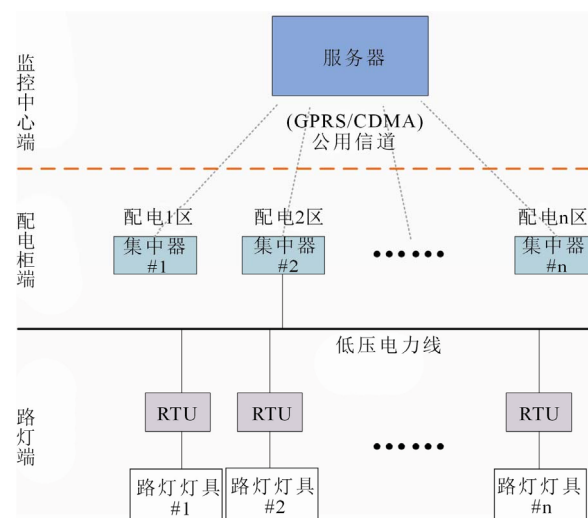 监控中心端
服务器
(GPRS/CDMA)
公用信道
配电柜端
配电1区
配电2区
配电n区
集中器
#1
集中器
#2
集中器
#n
低压电力线
路灯端
RTU
RTU
RTU
路灯灯具
#1
路灯灯具
#2
路灯灯具
#n